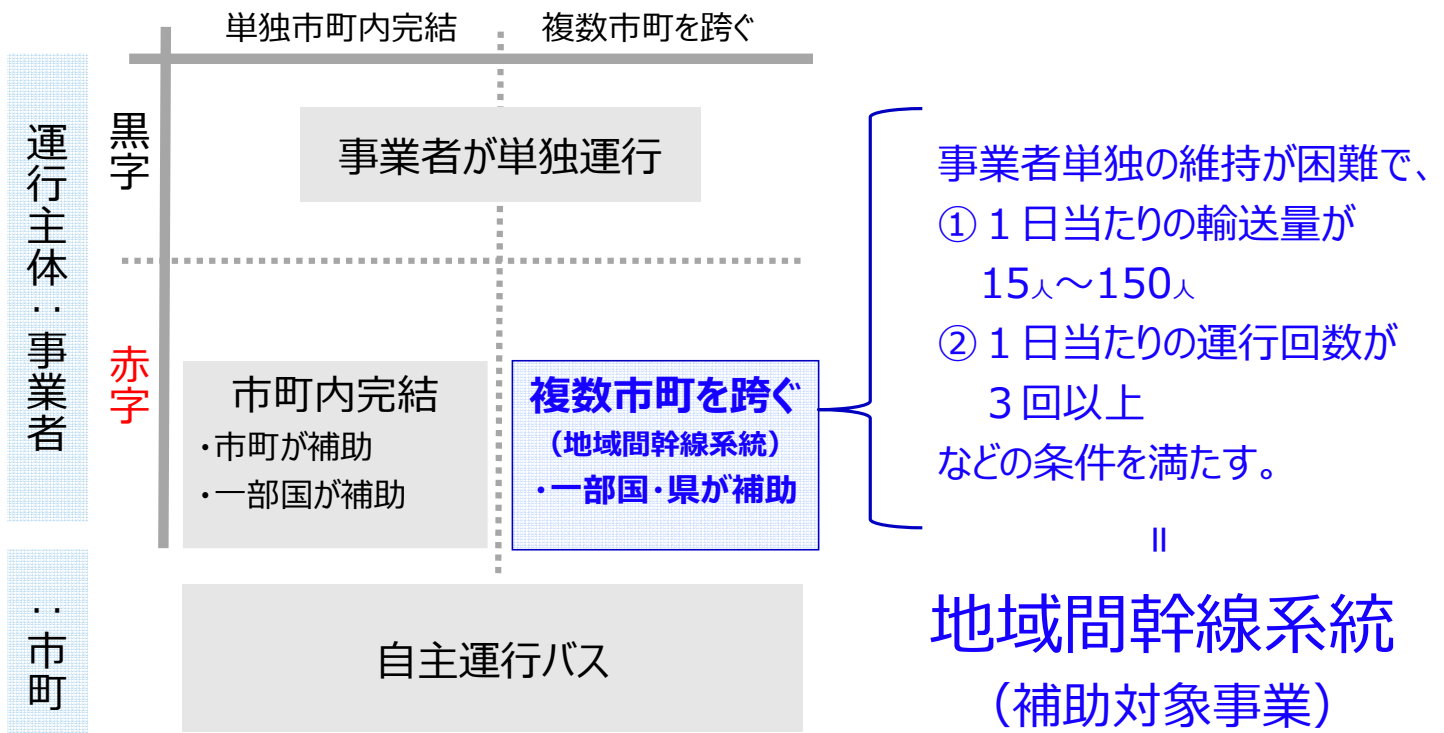 単独市町内完結
複数市町を跨ぐ
運行主体：事業者
黒字
事業者が単独運行
赤字
市町内完結
・市町が補助
・一部国が補助
複数市町を跨ぐ
（地域間幹線系統）
・一部国・県が補助
：市町
自主運行バス
事業者単独の維持が困難で、
①１日当たりの輸送量が
15人～150人
②１日当たりの運行回数が
３回以上
などの条件を満たす。
＝
地域間幹線系統
（補助対象事業）